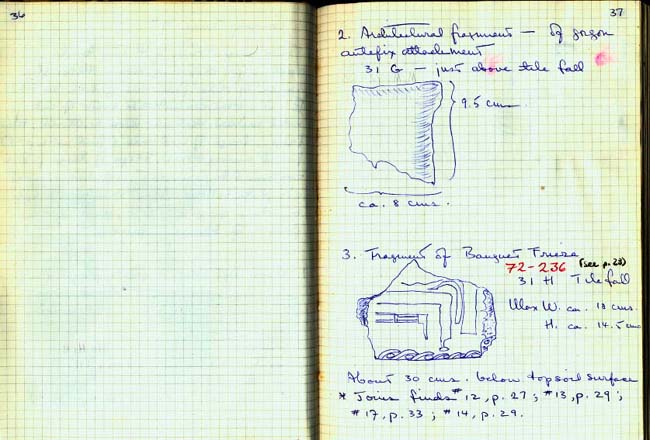 36
37
2. Architectural fragment — of gorgon
antefix attachment
31 G — just above tile fall
9.5 cms.
ca. 8 cms.
3. Fragment of Banquet Frieze
72-236 (see p. 28)
31 H Tile fall
Max W. ca. 18 cms.
H. ca. 14.5 cms
About 30 cms. below topsoil surface
* Joins finds #12, p. 27; #13, p. 29;
#17, p. 33; #14, p. 29.